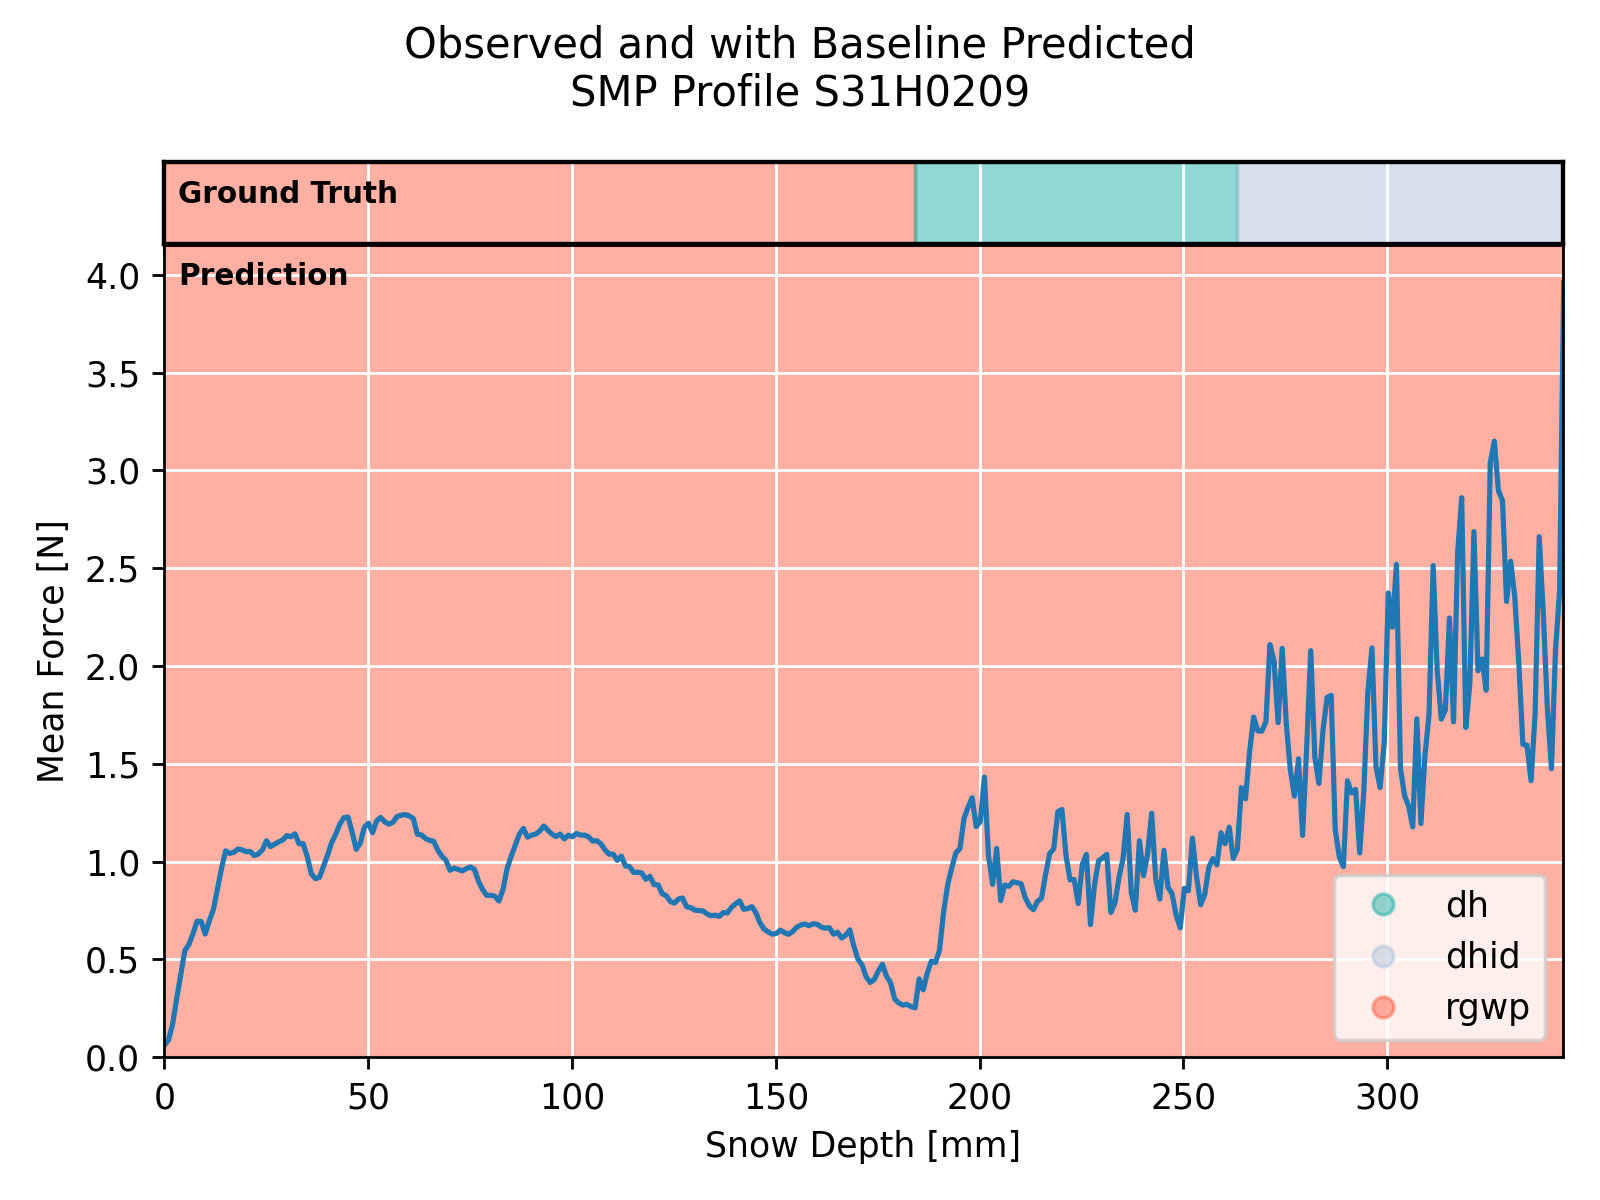 Observed and with Baseline Predicted
SMP Profile S31H0209
Ground Truth
Prediction
4.0
3.5
3.0
2.5
2.0
1.5
1.0
0.5
0.0
Mean Force [N]
dh
dhid
rgwp
0 50 100 150 200 250 300
Snow Depth [mm]